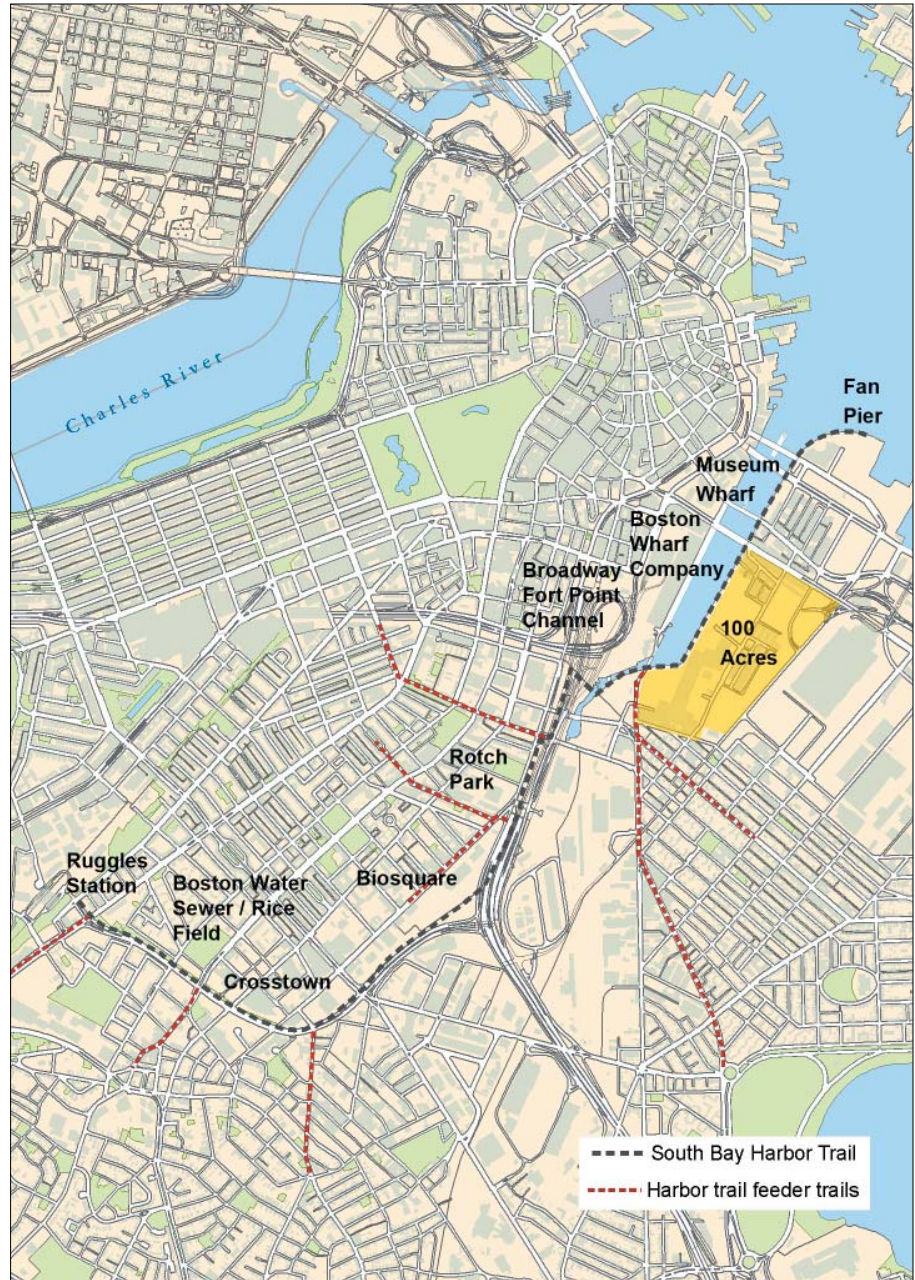 Charles River
Fan
Pier
Museum
Wharf
Boston
Wharf
Company
Broadway
Fort Point
Channel
100
Acres
Rotch
Park
Ruggles
Station
Boston Water
Sewer / Rice
Field
Biosquare
Crosstown
South Bay Harbor Trail
Harbor trail feeder trails